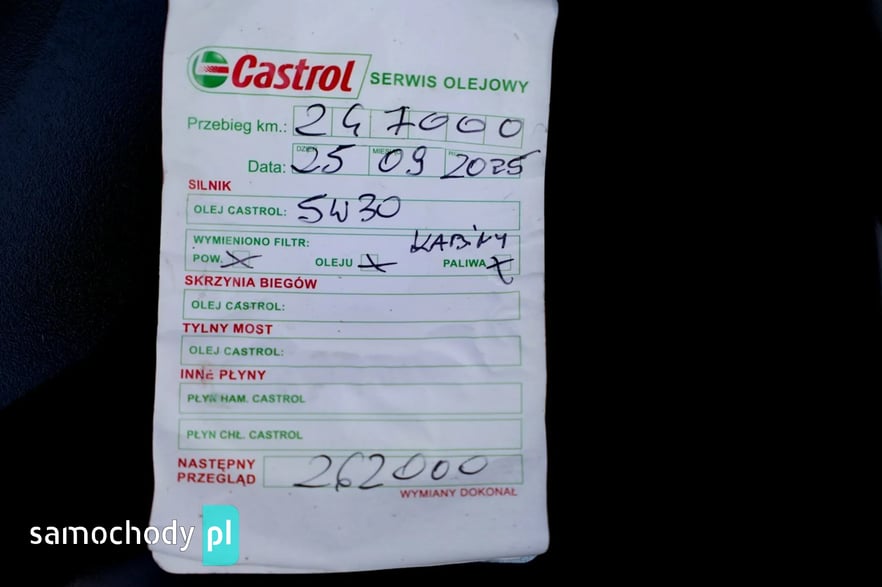 Castrol SERWIS OLEJOWY
Przebieg km.: 247000
DZIEŃ MIESIĄC
Data: 25 09 2025
SILNIK
OLEJ CASTROL: 5W30
WYMIENIONO FILTR: KABINY
POW. X OLEJU X PALIWA X
SKRZYNIA BIEGÓW
OLEJ CASTROL:
TYLNY MOST
OLEJ CASTROL:
INNE PŁYNY
PŁYN HAM. CASTROL
PŁYN CHŁ. CASTROL
NASTĘPNY
PRZEGLĄD 262000
WYMIANY DOKONAŁ
samochody pl